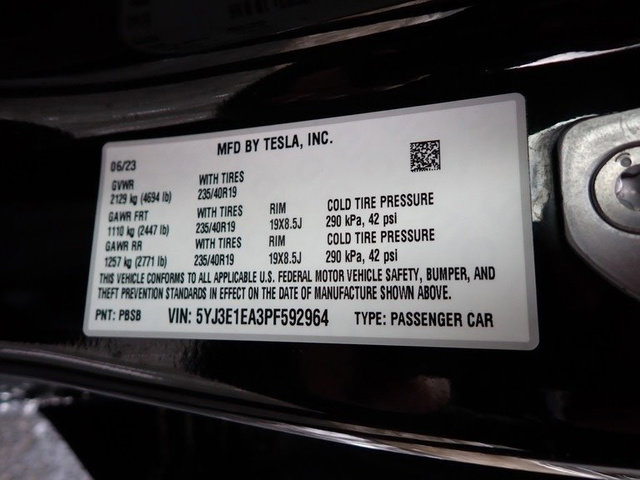 MFD BY TESLA, INC.
06/23
GVWR WITH TIRES
2129 kg (4694 lb) 235/40R19
GAWR FRT WITH TIRES RIM COLD TIRE PRESSURE
1110 kg (2447 lb) 235/40R19 19X8.5J 290 kPa, 42 psi
GAWR RR WITH TIRES RIM COLD TIRE PRESSURE
1257 kg (2771 lb) 235/40R19 19X8.5J 290 kPa, 42 psi
THIS VEHICLE CONFORMS TO ALL APPLICABLE U.S. FEDERAL MOTOR VEHICLE SAFETY, BUMPER, AND
THEFT PREVENTION STANDARDS IN EFFECT ON THE DATE OF MANUFACTURE SHOWN ABOVE.
PNT: PBSB VIN: 5YJ3E1EA3PF592964 TYPE: PASSENGER CAR